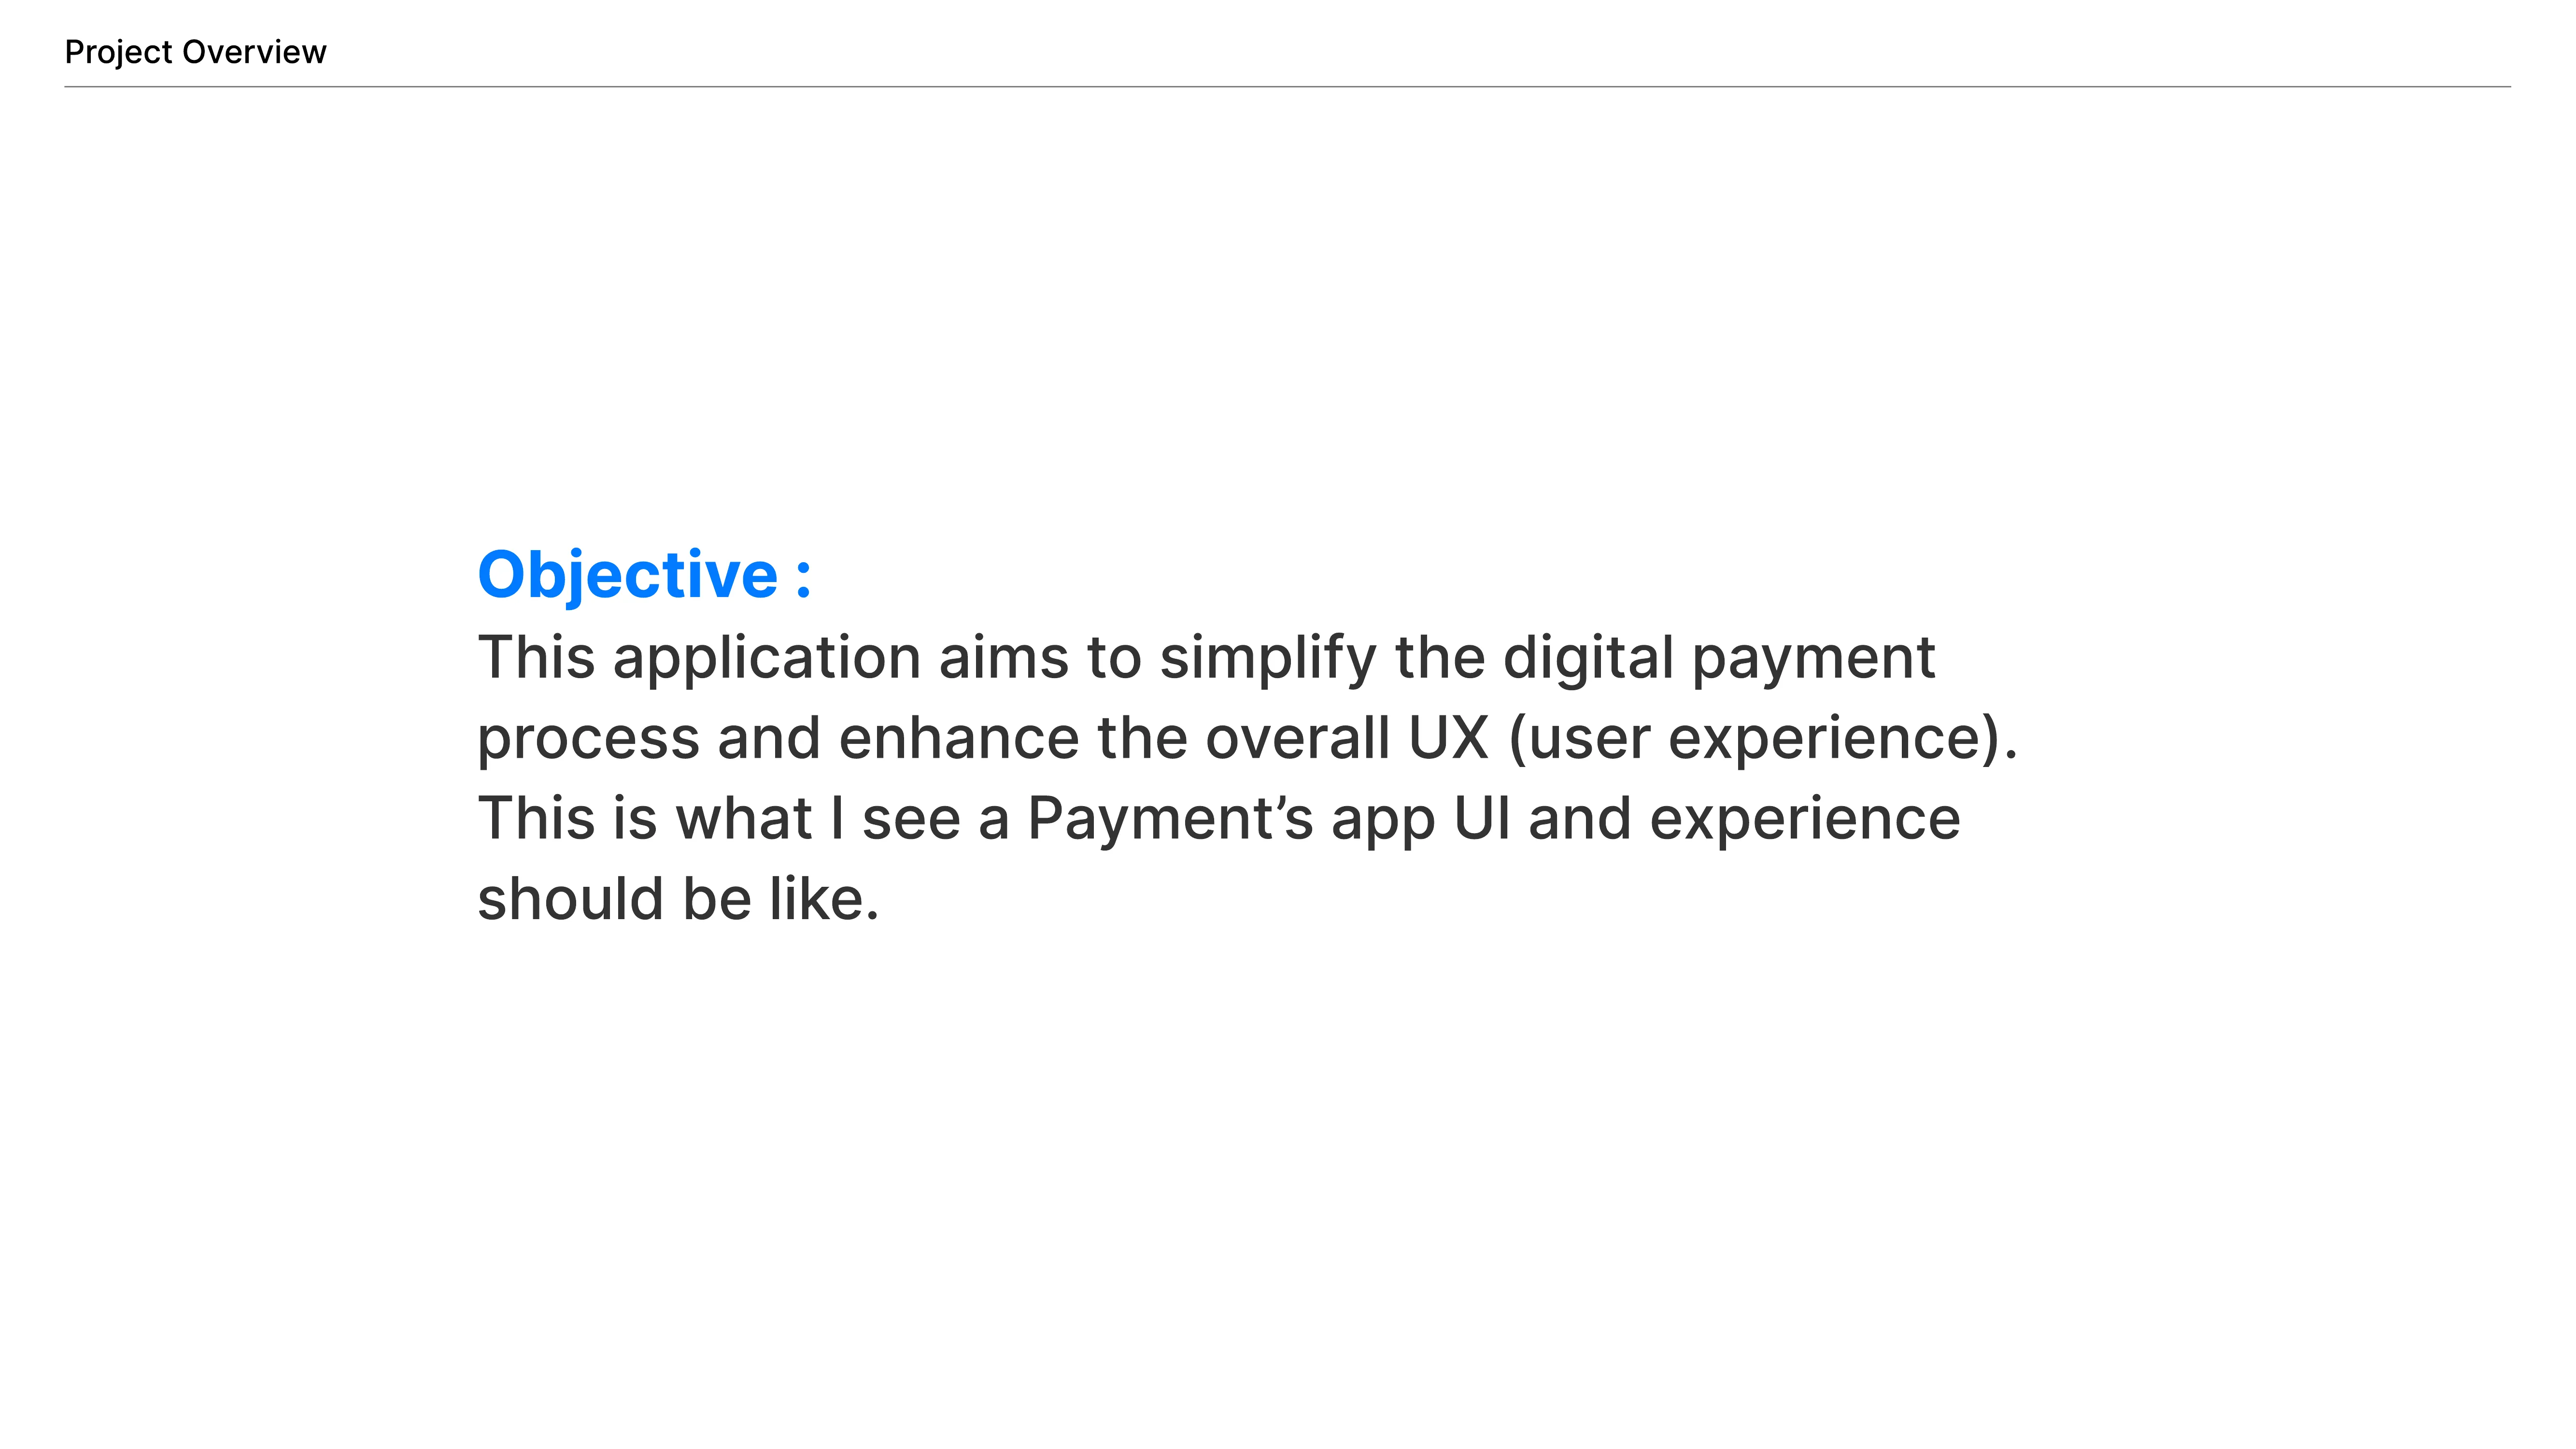 Project Overview
Objective :
This application aims to simplify the digital payment
process and enhance the overall UX (user experience).
This is what I see a Payment’s app UI and experience
should be like.